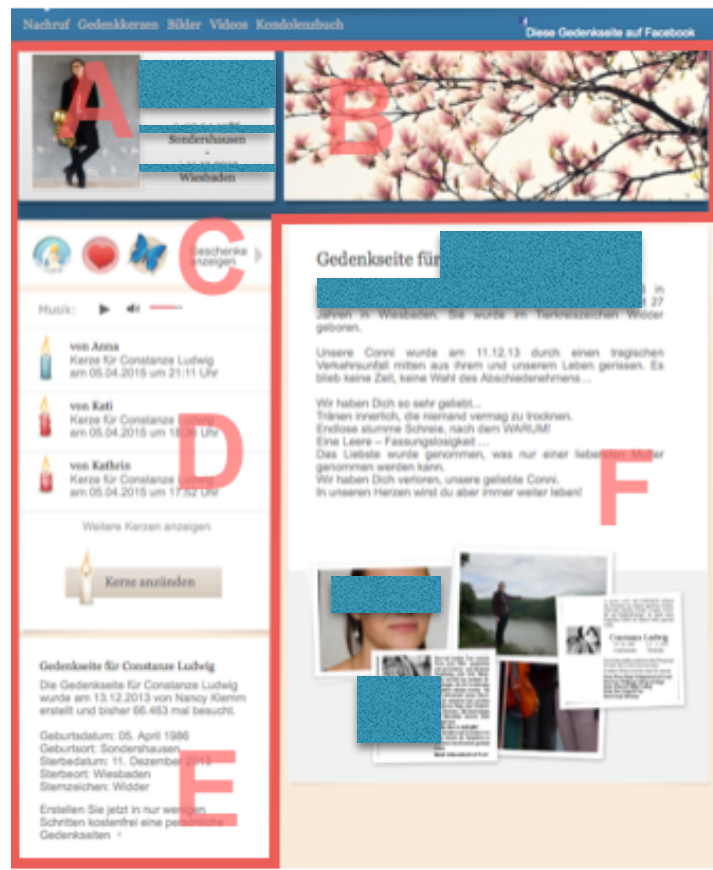 Nachruf Gedenkkerzen Bilder Videos Kondolenzbuch
Diese Gedenkseite auf Facebook
A
B
Sondershausen
-
Wiesbaden
C
Geschenke
anzeigen
Musik:
von Anna
Kerze für Constanze Ludwig
am 05.04.2015 um 21:11 Uhr
von Kati
Kerze für Constanze Ludwig
am 05.04.2015 um 18:36 Uhr
von Kathrin
Kerze für Constanze Ludwig
am 05.04.2015 um 17:52 Uhr
D
Weitere Kerzen anzeigen
Kerze anzünden
Gedenkseite für Constanze Ludwig
Die Gedenkseite für Constanze Ludwig
wurde am 13.12.2013 von Nancy Klemm
erstellt und bisher 66.463 mal besucht.
Geburtsdatum: 05. April 1986
Geburtsort: Sondershausen
Sterbedatum: 11. Dezember 2013
Sterbeort: Wiesbaden
Sternzeichen: Widder
E
Erstellen Sie jetzt in nur wenigen
Schritten kostenfrei eine persönliche
Gedenkseiten ›
Gedenkseite für
in
27
Jahren in Wiesbaden. Sie wurde im Tierkreiszeichen Widder
geboren.
Unsere Conni wurde am 11.12.13 durch einen tragischen
Verkehrsunfall mitten aus ihrem und unserem Leben gerissen. Es
blieb keine Zeit, keine Wahl des Abschiedsnehmens...
Wir haben Dich so sehr geliebt...
Tränen innerlich, die niemand vermag zu trocknen.
Endlose stumme Schreie, nach dem WARUM!
Eine Leere – Fassungslosigkeit ...
Das Liebste wurde genommen, was nur einer liebenden Mutter
genommen werden kann.
Wir haben Dich verloren, unsere geliebte Conni.
In unseren Herzen wirst du aber immer weiter leben!
F
Constanze Ludwig